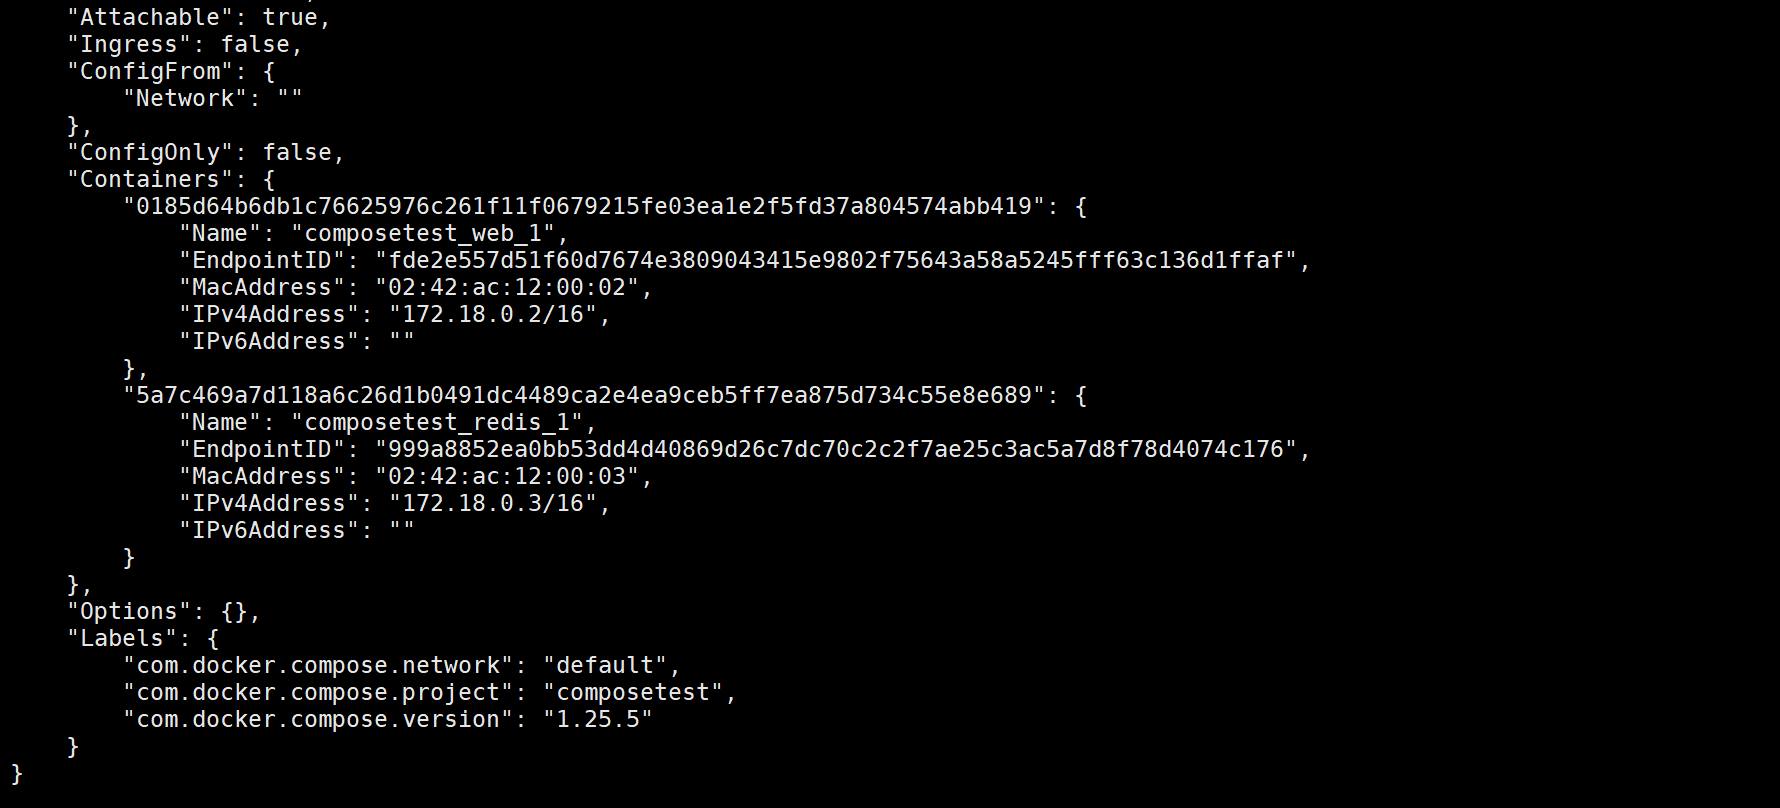 "Attachable": true,
"Ingress": false,
"ConfigFrom": {
"Network": ""
},
"ConfigOnly": false,
"Containers": {
"0185d64b6db1c76625976c261f11f0679215fe03ea1e2f5fd37a804574abb419": {
"Name": "composetest_web_1",
"EndpointID": "fde2e557d51f60d7674e3809043415e9802f75643a58a5245fff63c136d1ffaf",
"MacAddress": "02:42:ac:12:00:02",
"IPv4Address": "172.18.0.2/16",
"IPv6Address": ""
},
"5a7c469a7d118a6c26d1b0491dc4489ca2e4ea9ceb5ff7ea875d734c55e8e689": {
"Name": "composetest_redis_1",
"EndpointID": "999a8852ea0bb53dd4d40869d26c7dc70c2c2f7ae25c3ac5a7d8f78d4074c176",
"MacAddress": "02:42:ac:12:00:03",
"IPv4Address": "172.18.0.3/16",
"IPv6Address": ""
}
},
"Options": {},
"Labels": {
"com.docker.compose.network": "default",
"com.docker.compose.project": "composetest",
"com.docker.compose.version": "1.25.5"
}
}